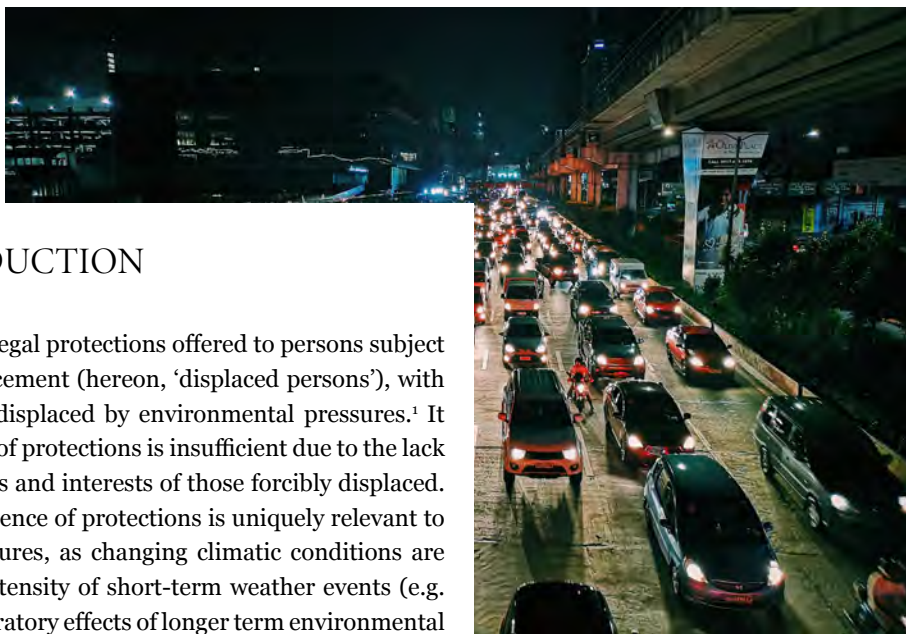 DUCTION
egal protections offered to persons subject
cement (hereon, ‘displaced persons’), with
displaced by environmental pressures.¹ It
of protections is insufficient due to the lack
s and interests of those forcibly displaced.
ence of protections is uniquely relevant to
ures, as changing climatic conditions are
tensity of short-term weather events (e.g.
ratory effects of longer term environmental